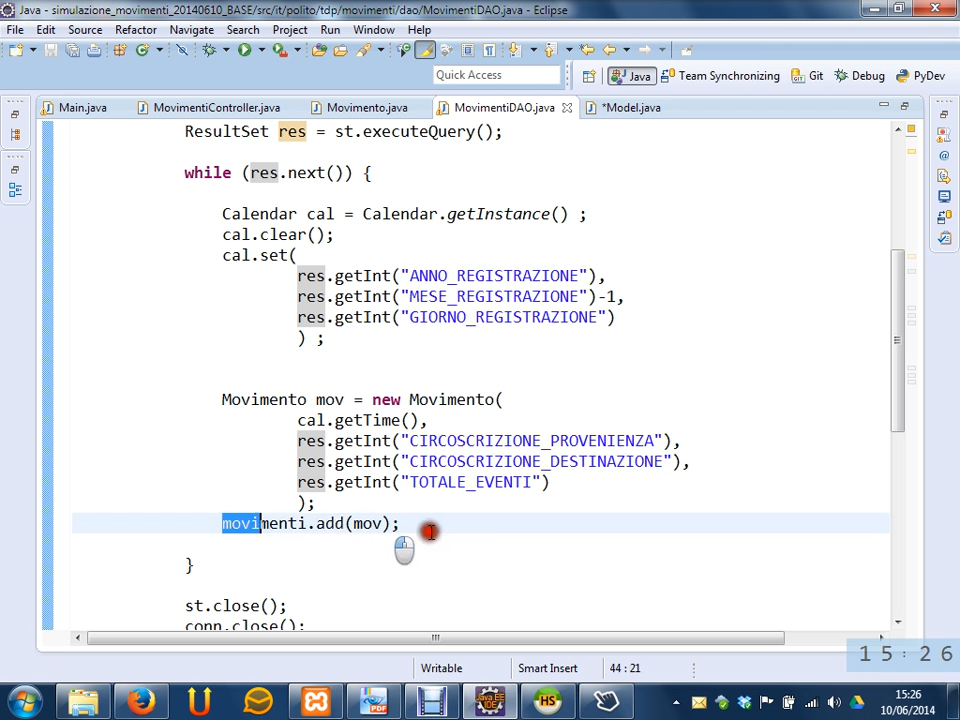 Java - simulazione_movimenti_20140610_BASE/src/it/polito/tdp/movimenti/dao/MovimentiDAO.java - Eclipse
File Edit Source Refactor Navigate Search Project Run Window Help
Quick Access
Java Team Synchronizing Git Debug PyDev
Main.java MovimentiController.java Movimento.java MovimentiDAO.java *Model.java
ResultSet res = st.executeQuery();
while (res.next()) {
Calendar cal = Calendar.getInstance() ;
cal.clear();
cal.set(
res.getInt("ANNO_REGISTRAZIONE"),
res.getInt("MESE_REGISTRAZIONE")-1,
res.getInt("GIORNO_REGISTRAZIONE")
) ;
Movimento mov = new Movimento(
cal.getTime(),
res.getInt("CIRCOSCRIZIONE_PROVENIENZA"),
res.getInt("CIRCOSCRIZIONE_DESTINAZIONE"),
res.getInt("TOTALE_EVENTI")
);
movimenti.add(mov);
}
st.close();
conn.close();
Writable Smart Insert 44 : 21
15:26
PDF Java EE IDE HS 15:26
10/06/2014